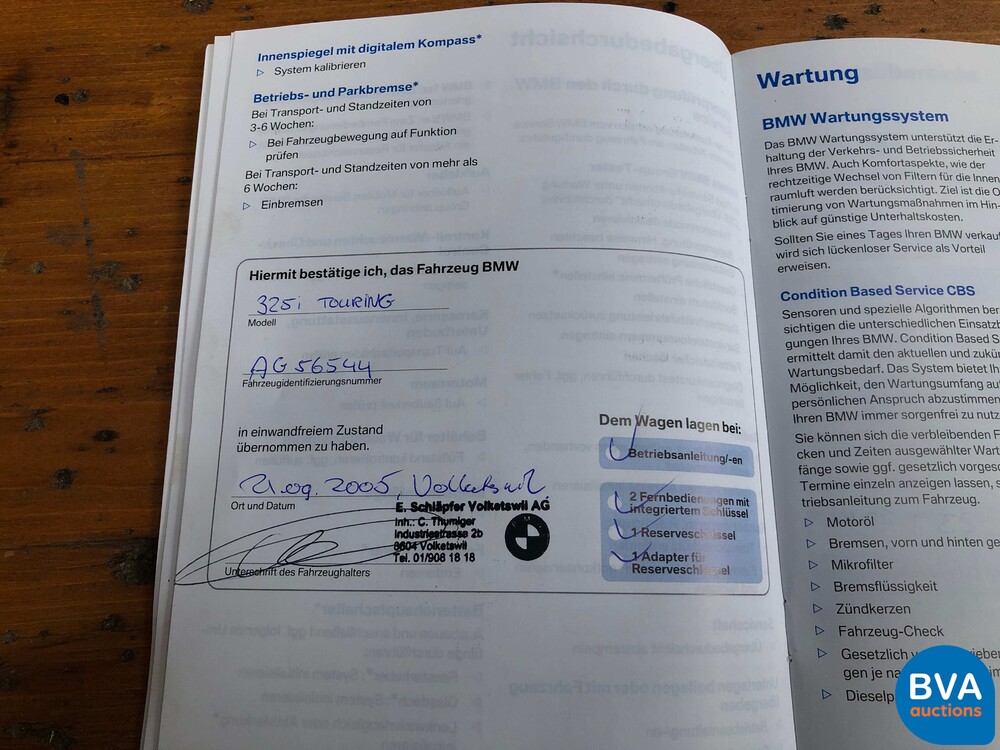 Innenspiegel mit digitalem Kompass*
▷ System kalibrieren
Betriebs- und Parkbremse*
Bei Transport- und Standzeiten von
3-6 Wochen:
▷ Bei Fahrzeugbewegung auf Funktion
prüfen
Bei Transport- und Standzeiten von mehr als
6 Wochen:
▷ Einbremsen
Hiermit bestätige ich, das Fahrzeug BMW
325i TOURING
Modell
AG56544
Fahrzeugidentifizierungsnummer
in einwandfreiem Zustand
übernommen zu haben.
21.09.2005, Volketswil
Ort und Datum
E. Schläpfer Volketswil AG
Inh.: C. Thurniger
Industriestrasse 2b
8604 Volketswil
Tel. 01/908 18 18
Unterschrift des Fahrzeughalters
Dem Wagen lagen bei:
Betriebsanleitung/-en
2 Fernbedienungen mit
integriertem Schlüssel
1 Reserveschlüssel
1 Adapter für
Reserveschlüssel
Wartung
BMW Wartungssystem
Das BMW Wartungssystem unterstützt die Er-
haltung der Verkehrs- und Betriebssicherheit
Ihres BMW. Auch Komfortaspekte, wie der
rechtzeitige Wechsel von Filtern für die Innen
raumluft werden berücksichtigt. Ziel ist die O
timierung von Wartungsmaßnahmen im Hin-
blick auf günstige Unterhaltskosten.
Sollten Sie eines Tages Ihren BMW verkauf
wird sich lückenloser Service als Vorteil
erweisen.
Condition Based Service CBS
Sensoren und spezielle Algorithmen berü
sichtigen die unterschiedlichen Einsatzb
gungen Ihres BMW. Condition Based S
ermittelt damit den aktuellen und zukü
Wartungsbedarf. Das System bietet Ih
Möglichkeit, den Wartungsumfang auf
persönlichen Anspruch abzustimmen
Ihren BMW immer sorgenfrei zu nutz
Sie können sich die verbleibenden F
cken und Zeiten ausgewählter Wart
fänge sowie ggf. gesetzlich vorgesc
Termine einzeln anzeigen lassen, s
triebsanleitung zum Fahrzeug.
▷ Motoröl
▷ Bremsen, vorn und hinten ge
▷ Mikrofilter
▷ Bremsflüssigkeit
▷ Zündkerzen
▷ Fahrzeug-Check
▷ Gesetzlich
gen je na
▷ Dieselp
BVA
auctions